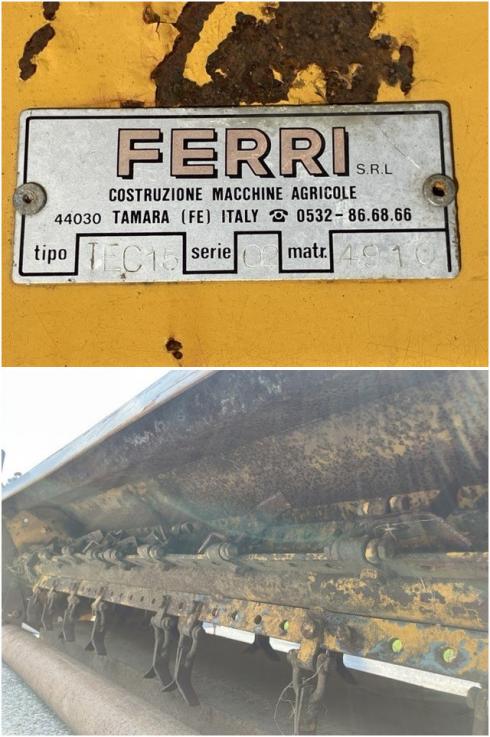 FERRI S.R.L
COSTRUZIONE MACCHINE AGRICOLE
44030 TAMARA (FE) ITALY ☎ 0532-86.68.66
tipo TEC15 serie 02 matr. 4910